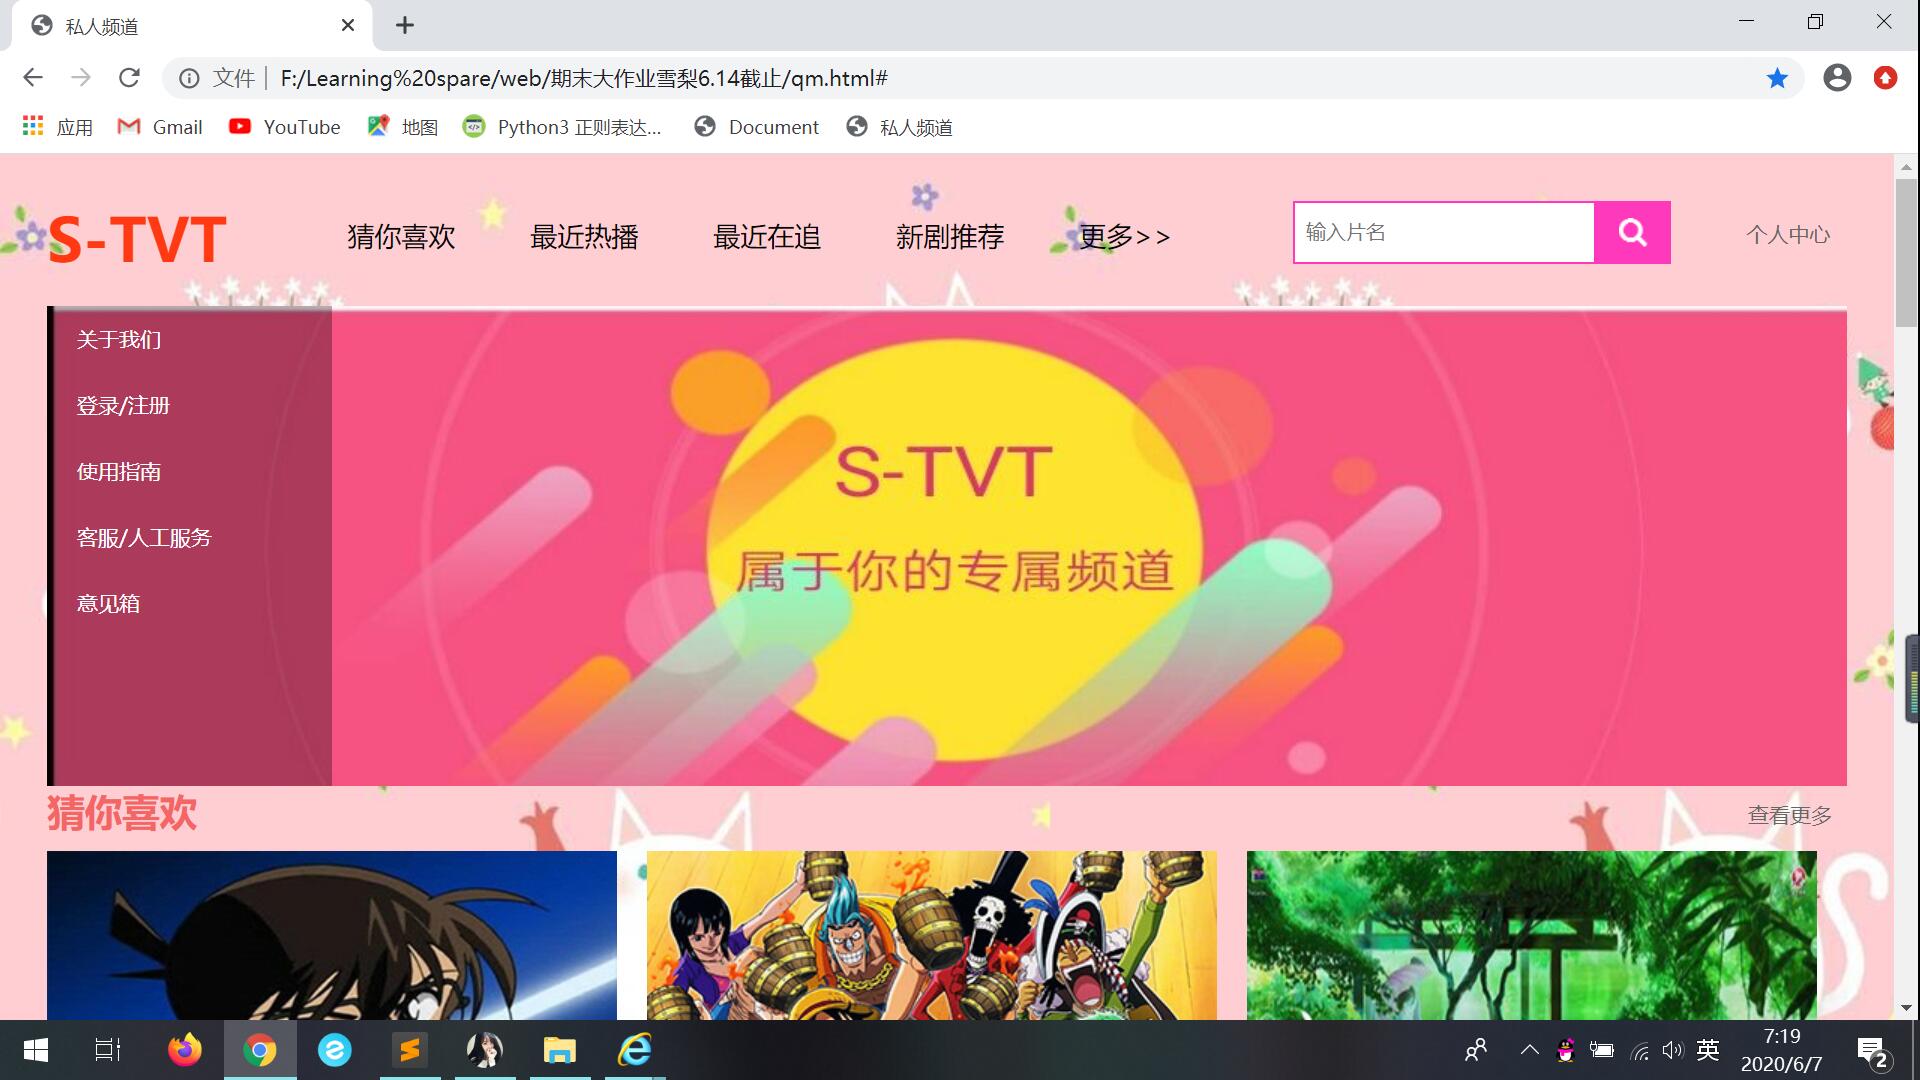 私人频道
文件 F:/Learning%20spare/web/期末大作业雪梨6.14截止/qm.html#
应用 Gmail YouTube 地图 Python3 正则表达... Document 私人频道
S-TVT 猜你喜欢 最近热播 最近在追 新剧推荐 更多>> 输入片名 个人中心
关于我们
登录/注册
使用指南
客服/人工服务
意见箱
S-TVT
属于你的专属频道
猜你喜欢 查看更多
英 7:19
2020/6/7 2